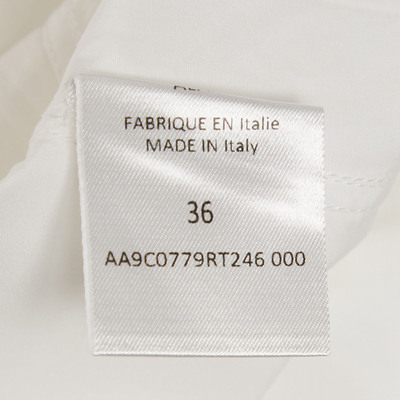 FABRIQUE EN Italie
MADE IN Italy
36
AA9C0779RT246 000